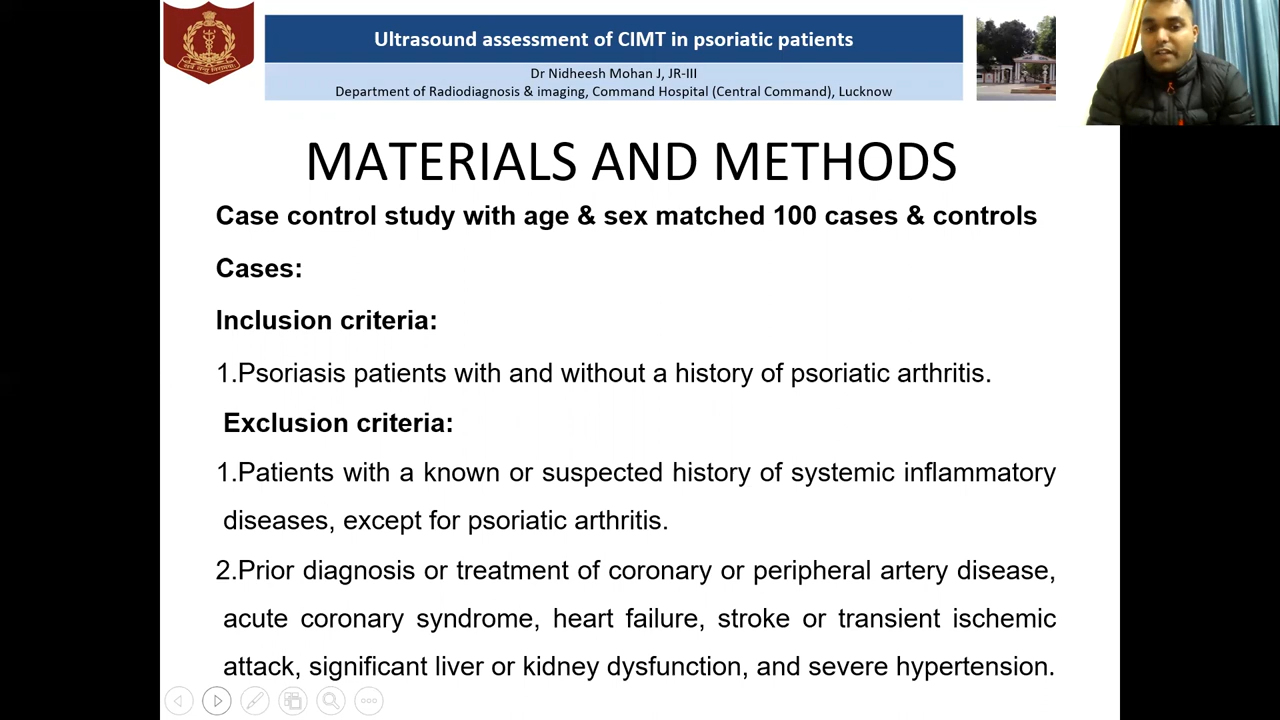 Ultrasound assessment of CIMT in psoriatic patients
Dr Nidheesh Mohan J, JR-III
Department of Radiodiagnosis & imaging, Command Hospital (Central Command), Lucknow
MATERIALS AND METHODS
Case control study with age & sex matched 100 cases & controls
Cases:
Inclusion criteria:
1.Psoriasis patients with and without a history of psoriatic arthritis.
Exclusion criteria:
1.Patients with a known or suspected history of systemic inflammatory
diseases, except for psoriatic arthritis.
2.Prior diagnosis or treatment of coronary or peripheral artery disease,
acute coronary syndrome, heart failure, stroke or transient ischemic
attack, significant liver or kidney dysfunction, and severe hypertension.